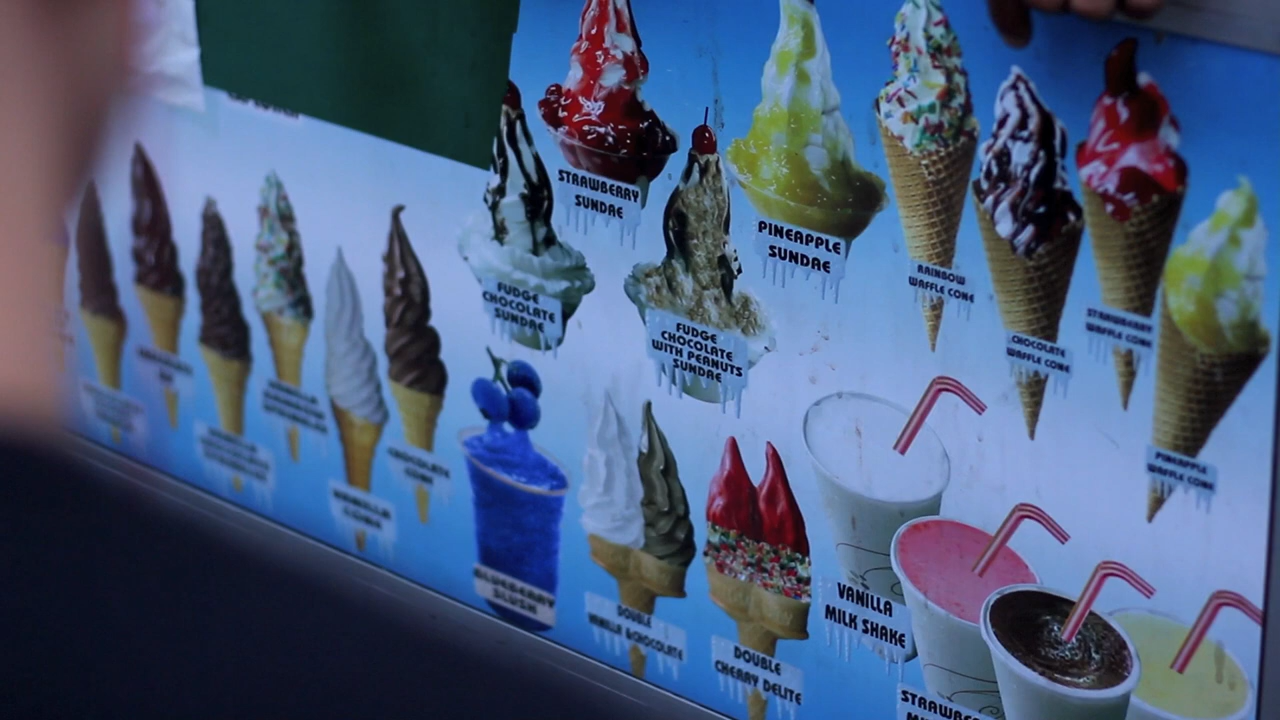 STRAWBERRY
SUNDAE
PINEAPPLE
SUNDAE
FUDGE
CHOCOLATE
SUNDAE
FUDGE
CHOCOLATE
WITH PEANUTS
SUNDAE
RAINBOW
WAFFLE CONE
CHOCOLATE
WAFFLE CONE
STRAWBERRY
WAFFLE CONE
PINEAPPLE
WAFFLE CONE
VANILLA
CONE
CHOCOLATE
CONE
BLUEBERRY
SLUSH
DOUBLE
VANILLA & CHOCOLATE
DOUBLE
CHERRY DELITE
VANILLA
MILK SHAKE